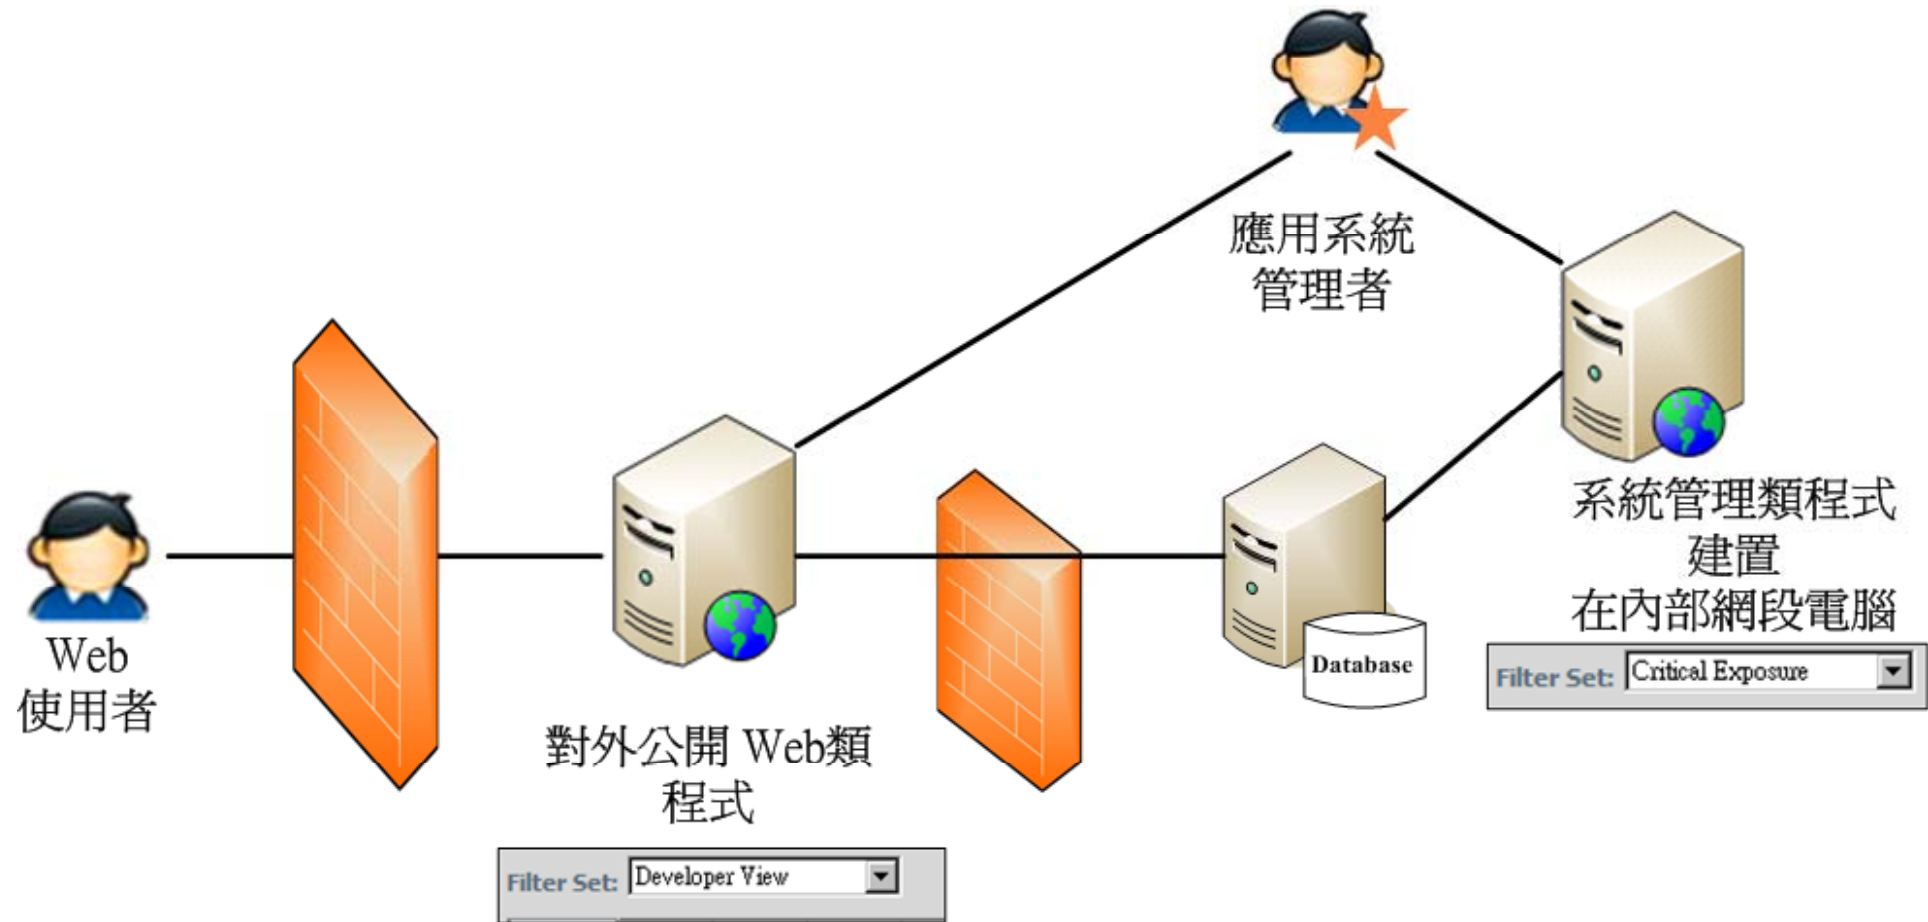 應用系統
管理者
Web
使用者
對外公開 Web類
程式
Filter Set: Developer View
Database
系統管理類程式
建置
在內部網段電腦
Filter Set: Critical Exposure